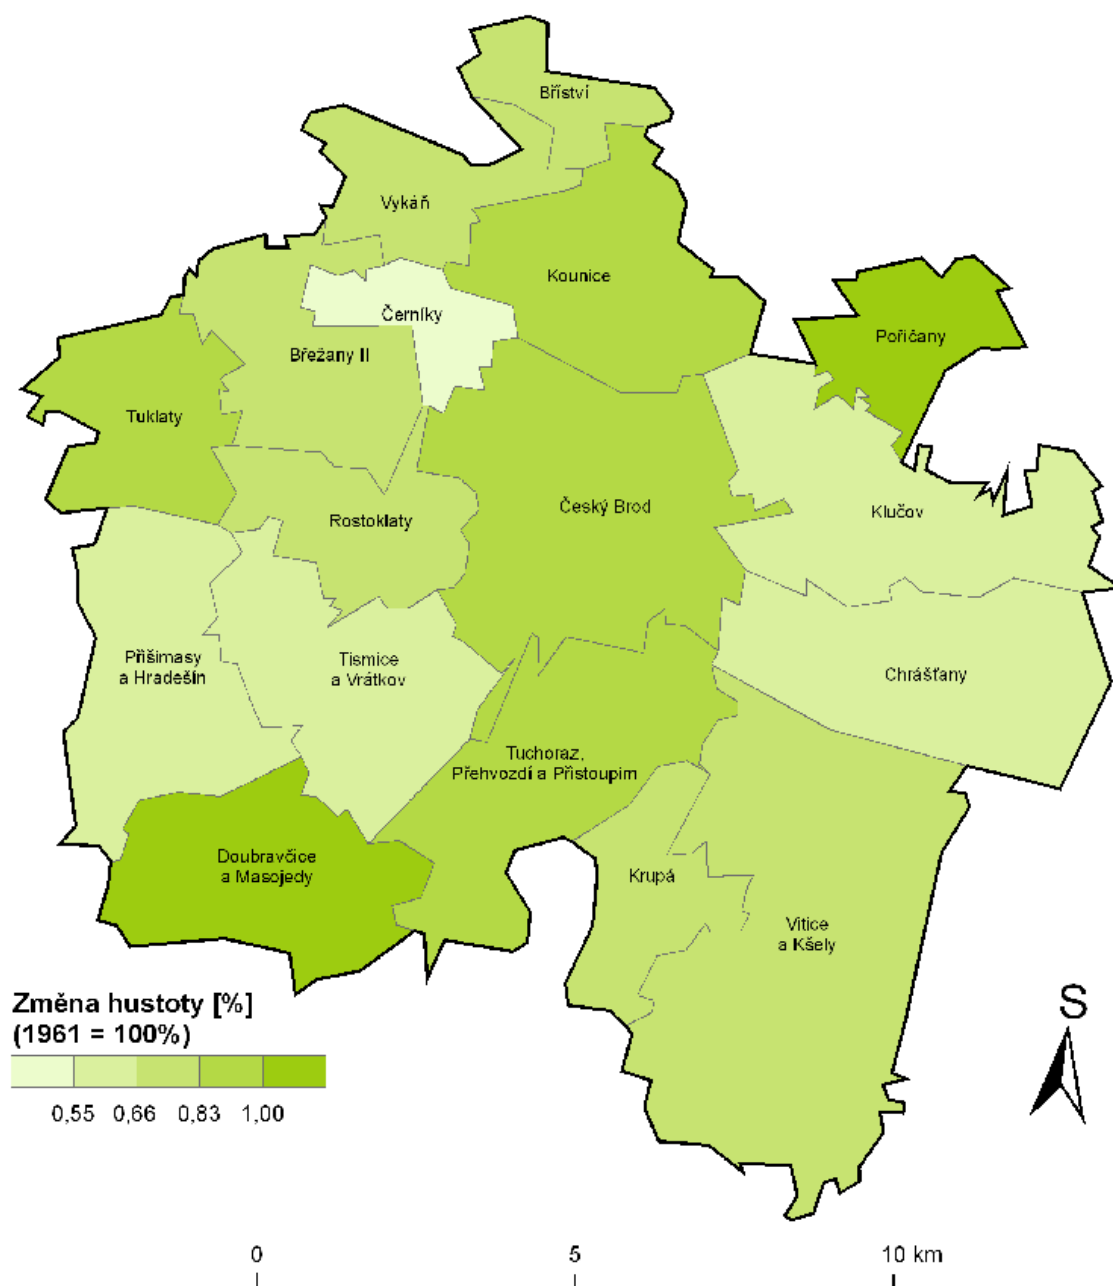 Bříství
Vykáň
Kounice
Černíky
Pořičany
Břežany II
Tuklaty
Český Brod
Klučov
Rostoklaty
Přišimasy
a Hradešín
Tismice
a Vrátkov
Chrášťany
Tuchoraz,
Přehvozdí a Přistoupim
Doubravčice
a Masojedy
Krupá
Vitice
a Kšely
Změna hustoty [%]
(1961 = 100%)
0,55 0,66 0,83 1,00
S
0 5 10 km